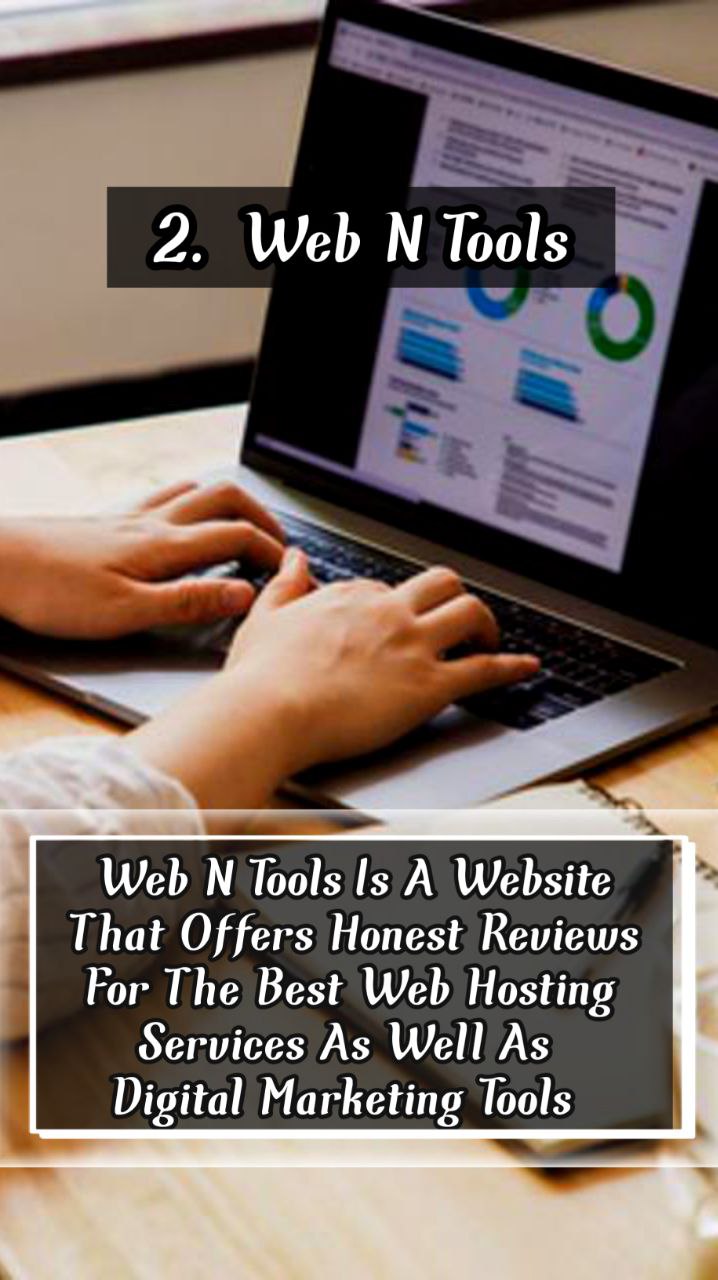 2. Web N Tools
Web N Tools Is A Website
That Offers Honest Reviews
For The Best Web Hosting
Services As Well As
Digital Marketing Tools